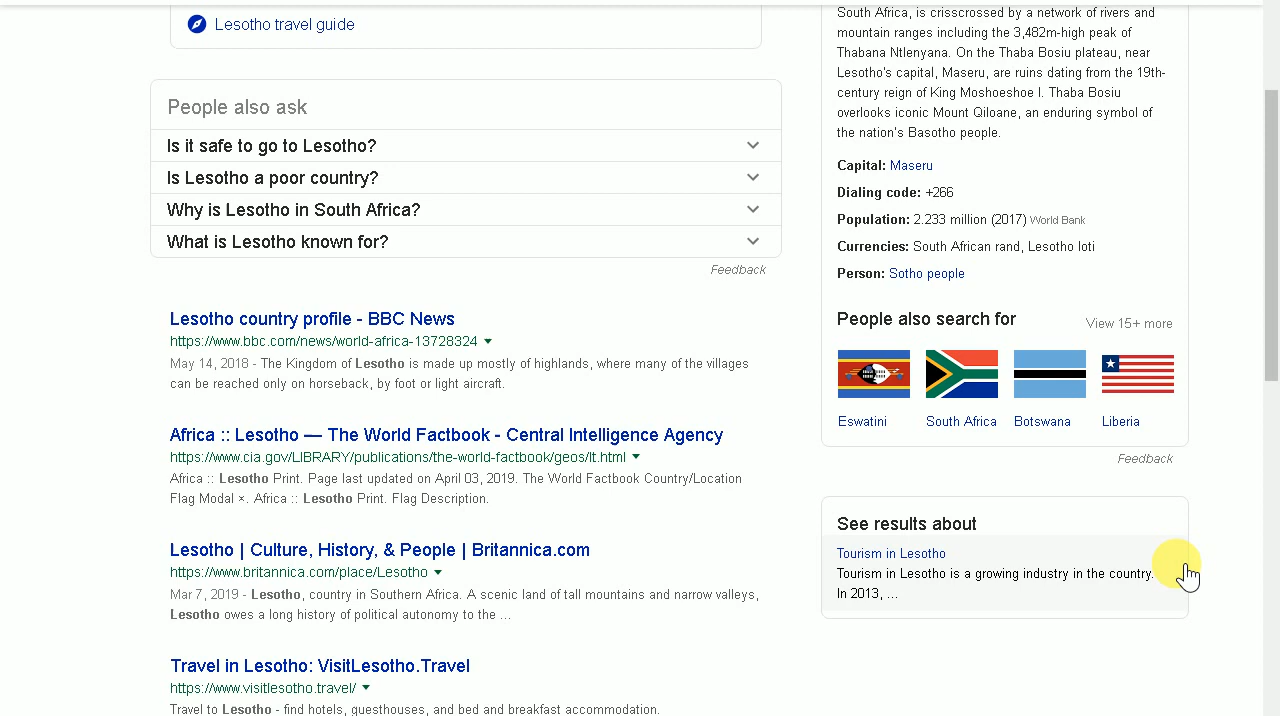 Lesotho travel guide
People also ask
Is it safe to go to Lesotho?
Is Lesotho a poor country?
Why is Lesotho in South Africa?
What is Lesotho known for?
Feedback
Lesotho country profile - BBC News
https://www.bbc.com/news/world-africa-13728324
May 14, 2018 - The Kingdom of Lesotho is made up mostly of highlands, where many of the villages
can be reached only on horseback, by foot or light aircraft.
Africa :: Lesotho — The World Factbook - Central Intelligence Agency
https://www.cia.gov/LIBRARY/publications/the-world-factbook/geos/lt.html
Africa :: Lesotho Print. Page last updated on April 03, 2019. The World Factbook Country/Location
Flag Modal ×. Africa :: Lesotho Print. Flag Description.
Lesotho | Culture, History, & People | Britannica.com
https://www.britannica.com/place/Lesotho
Mar 7, 2019 - Lesotho, country in Southern Africa. A scenic land of tall mountains and narrow valleys,
Lesotho owes a long history of political autonomy to the ...
Travel in Lesotho: VisitLesotho.Travel
https://www.visitlesotho.travel/
Travel to Lesotho - find hotels, guesthouses, and bed and breakfast accommodation.
South Africa, is crisscrossed by a network of rivers and
mountain ranges including the 3,482m-high peak of
Thabana Ntlenyana. On the Thaba Bosiu plateau, near
Lesotho's capital, Maseru, are ruins dating from the 19th-
century reign of King Moshoeshoe I. Thaba Bosiu
overlooks iconic Mount Qiloane, an enduring symbol of
the nation's Basotho people.
Capital: Maseru
Dialing code: +266
Population: 2.233 million (2017) World Bank
Currencies: South African rand, Lesotho loti
Person: Sotho people
People also search for
View 15+ more
Eswatini
South Africa
Botswana
Liberia
Feedback
See results about
Tourism in Lesotho
Tourism in Lesotho is a growing industry in the country.
In 2013, ...